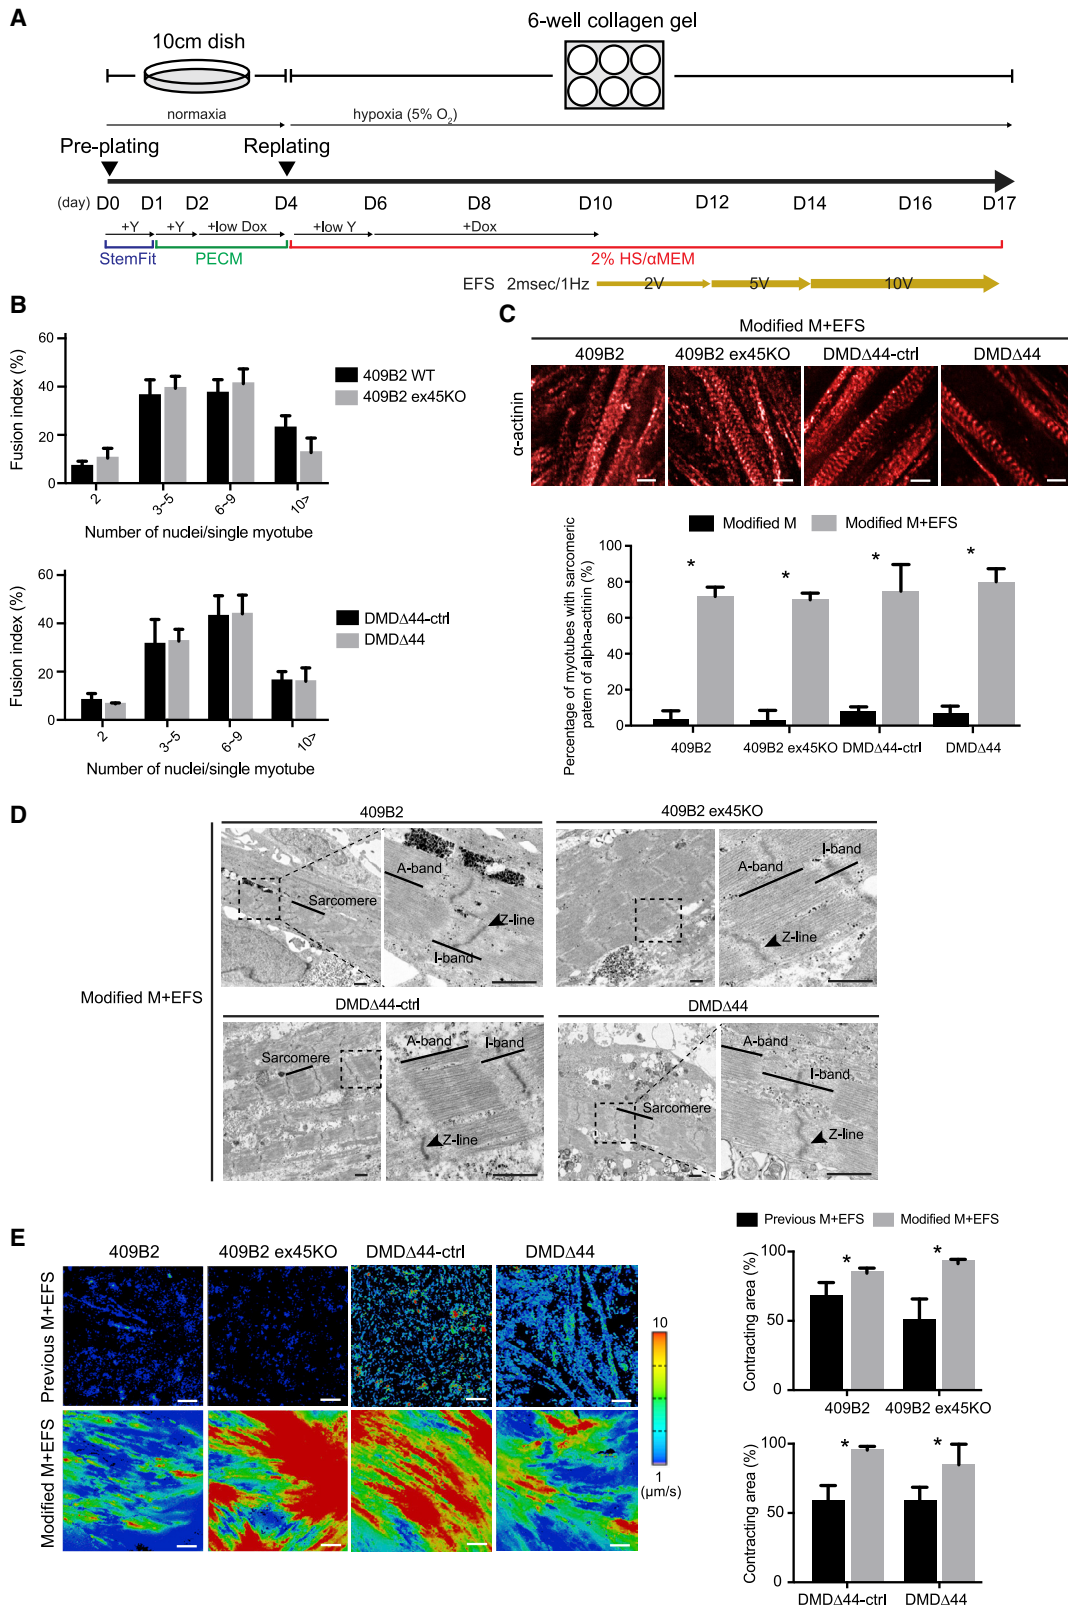 A
10cm dish
6-well collagen gel
normaxia
hypoxia (5% O2)
Pre-plating
Replating
(day) D0 D1 D2 D4 D6 D8 D10 D12 D14 D16 D17
+Y +Y +low Dox +low Y +Dox
StemFit PECM 2% HS/αMEM
EFS 2msec/1Hz 2V 5V 10V
B
Fusion index (%)
60
40
20
0
409B2 WT
409B2 ex45KO
2 3~5 6~9 10>
Number of nuclei/single myotube
Fusion index (%)
60
40
20
0
DMDΔ44-ctrl
DMDΔ44
2 3~5 6~9 10>
Number of nuclei/single myotube
C
Modified M+EFS
409B2 409B2 ex45KO DMDΔ44-ctrl DMDΔ44
α-actinin
Modified M Modified M+EFS
Percentage of myotubes with sarcomeric
patern of alpha-actinin (%)
100
80
60
40
20
0
* * * *
409B2 409B2 ex45KO DMDΔ44-ctrl DMDΔ44
D
Modified M+EFS
409B2
Sarcomere
A-band
Z-line
I-band
409B2 ex45KO
A-band
I-band
Z-line
DMDΔ44-ctrl
Sarcomere
A-band
I-band
Z-line
DMDΔ44
Sarcomere
A-band
I-band
Z-line
E
409B2 409B2 ex45KO DMDΔ44-ctrl DMDΔ44
Previous M+EFS
Modified M+EFS
10
1
(μm/s)
Previous M+EFS Modified M+EFS
Contracting area (%)
100
50
0
* *
409B2 409B2 ex45KO
Contracting area (%)
100
50
0
* *
DMDΔ44-ctrl DMDΔ44